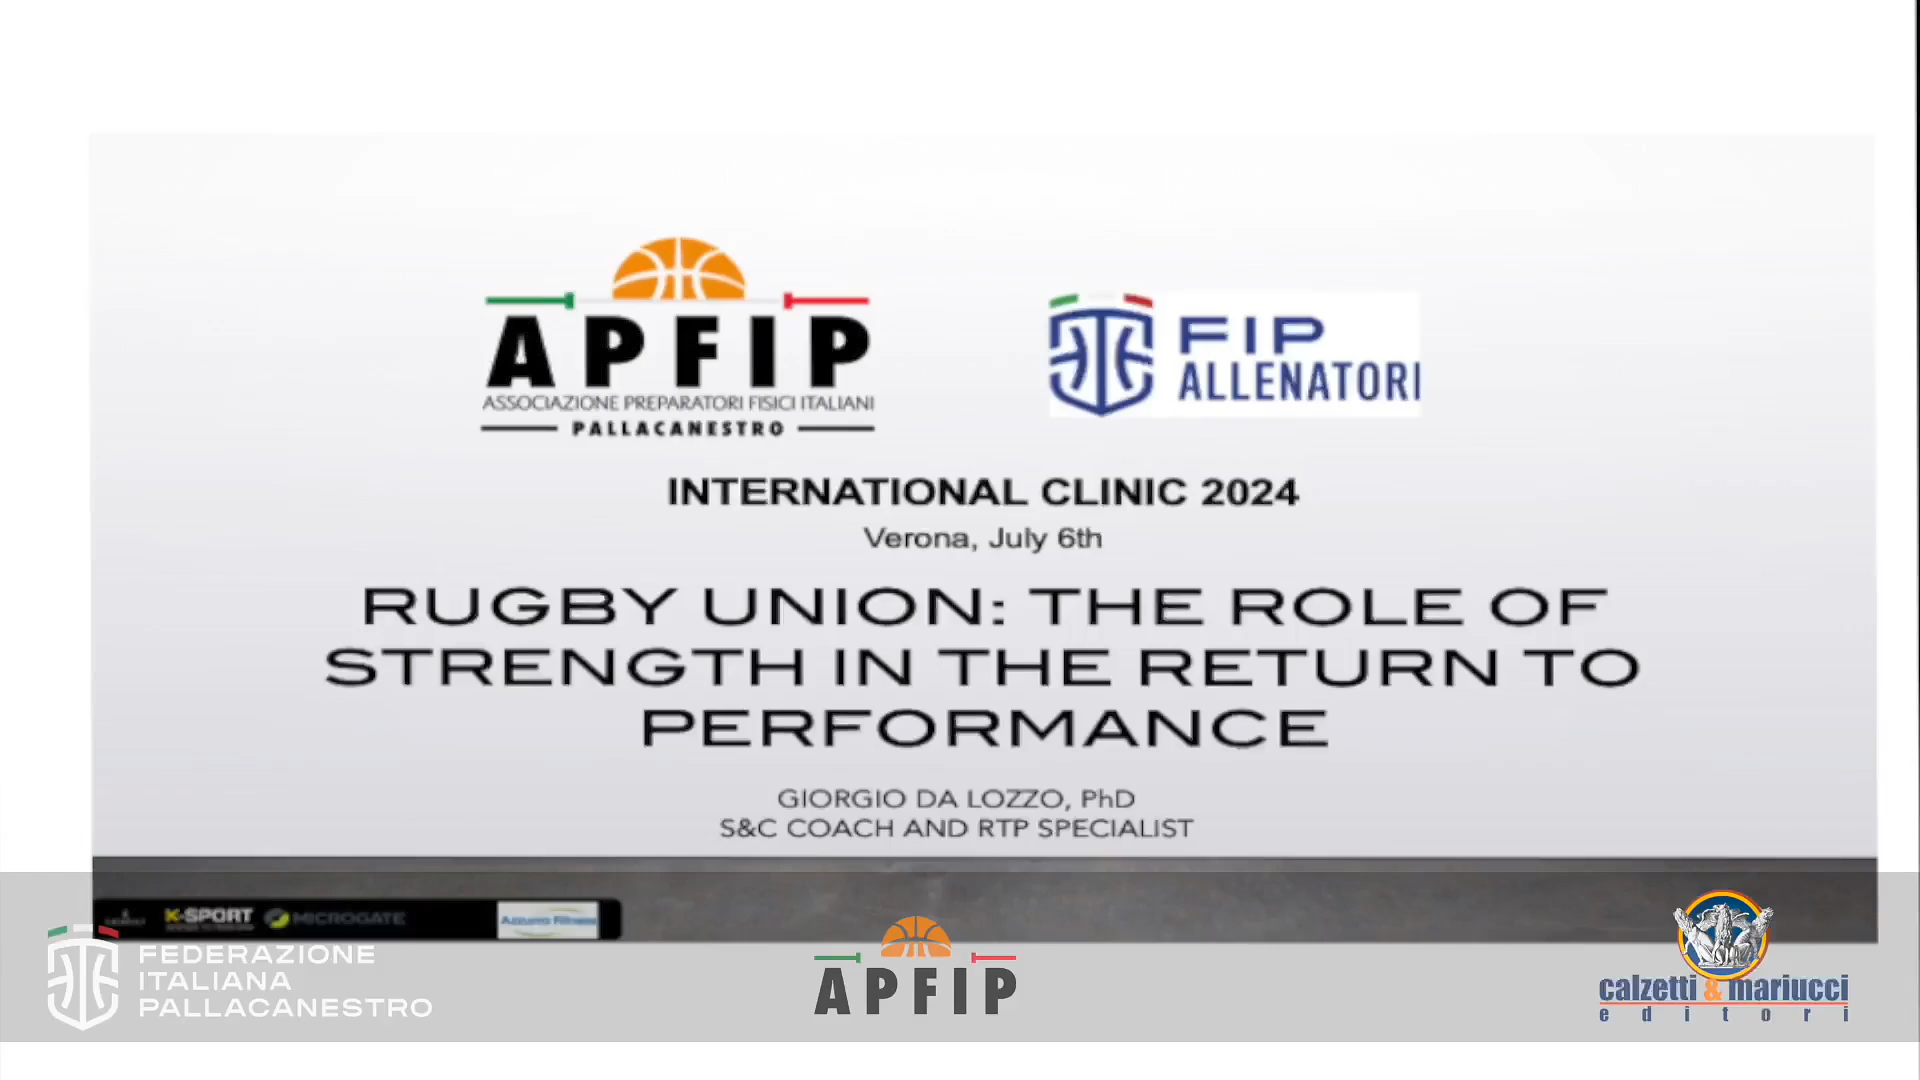 APFIP
ASSOCIAZIONE PREPARATORI FISICI ITALIANI
PALLACANESTRO
FIP
ALLENATORI
INTERNATIONAL CLINIC 2024
Verona, July 6th
RUGBY UNION: THE ROLE OF
STRENGTH IN THE RETURN TO
PERFORMANCE
GIORGIO DA LOZZO, PhD
S&C COACH AND RTP SPECIALIST
K-SPORT
MICROGATE
FEDERAZIONE
ITALIANA
PALLACANESTRO
APFIP
calzetti & mariucci
editori